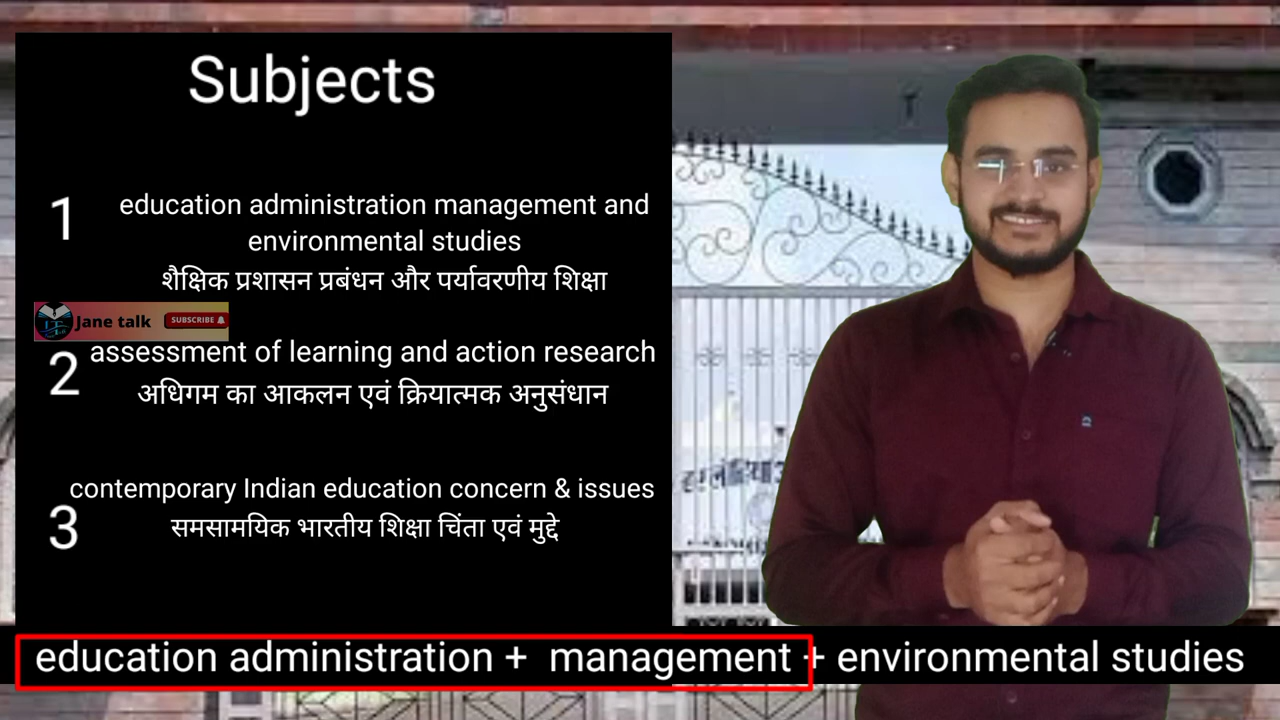 Subjects
1
education administration management and
environmental studies
शैक्षिक प्रशासन प्रबंधन और पर्यावरणीय शिक्षा
Jane talk SUBSCRIBE
2
assessment of learning and action research
अधिगम का आकलन एवं क्रियात्मक अनुसंधान
3
contemporary Indian education concern & issues
समसामयिक भारतीय शिक्षा चिंता एवं मुद्दे
education administration + management + environmental studies